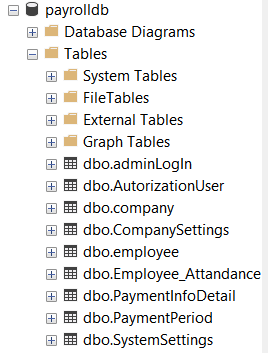 payrolldb
Database Diagrams
Tables
System Tables
FileTables
External Tables
Graph Tables
dbo.adminLogIn
dbo.AutorizationUser
dbo.company
dbo.CompanySettings
dbo.employee
dbo.Employee_Attandance
dbo.PaymentInfoDetail
dbo.PaymentPeriod
dbo.SystemSettings